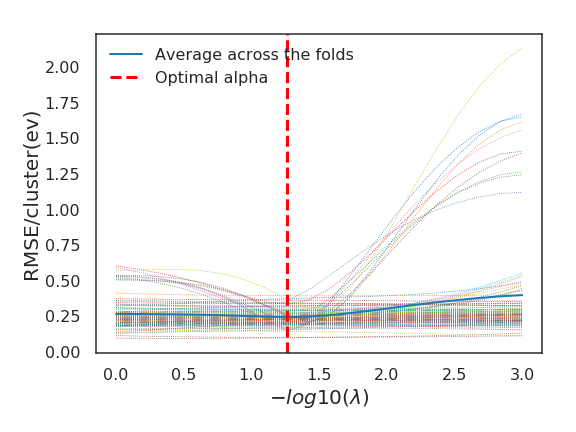 Average across the folds
Optimal alpha
RMSE/cluster(ev)
2.00
1.75
1.50
1.25
1.00
0.75
0.50
0.25
0.00
0.0 0.5 1.0 1.5 2.0 2.5 3.0
−log10(λ)